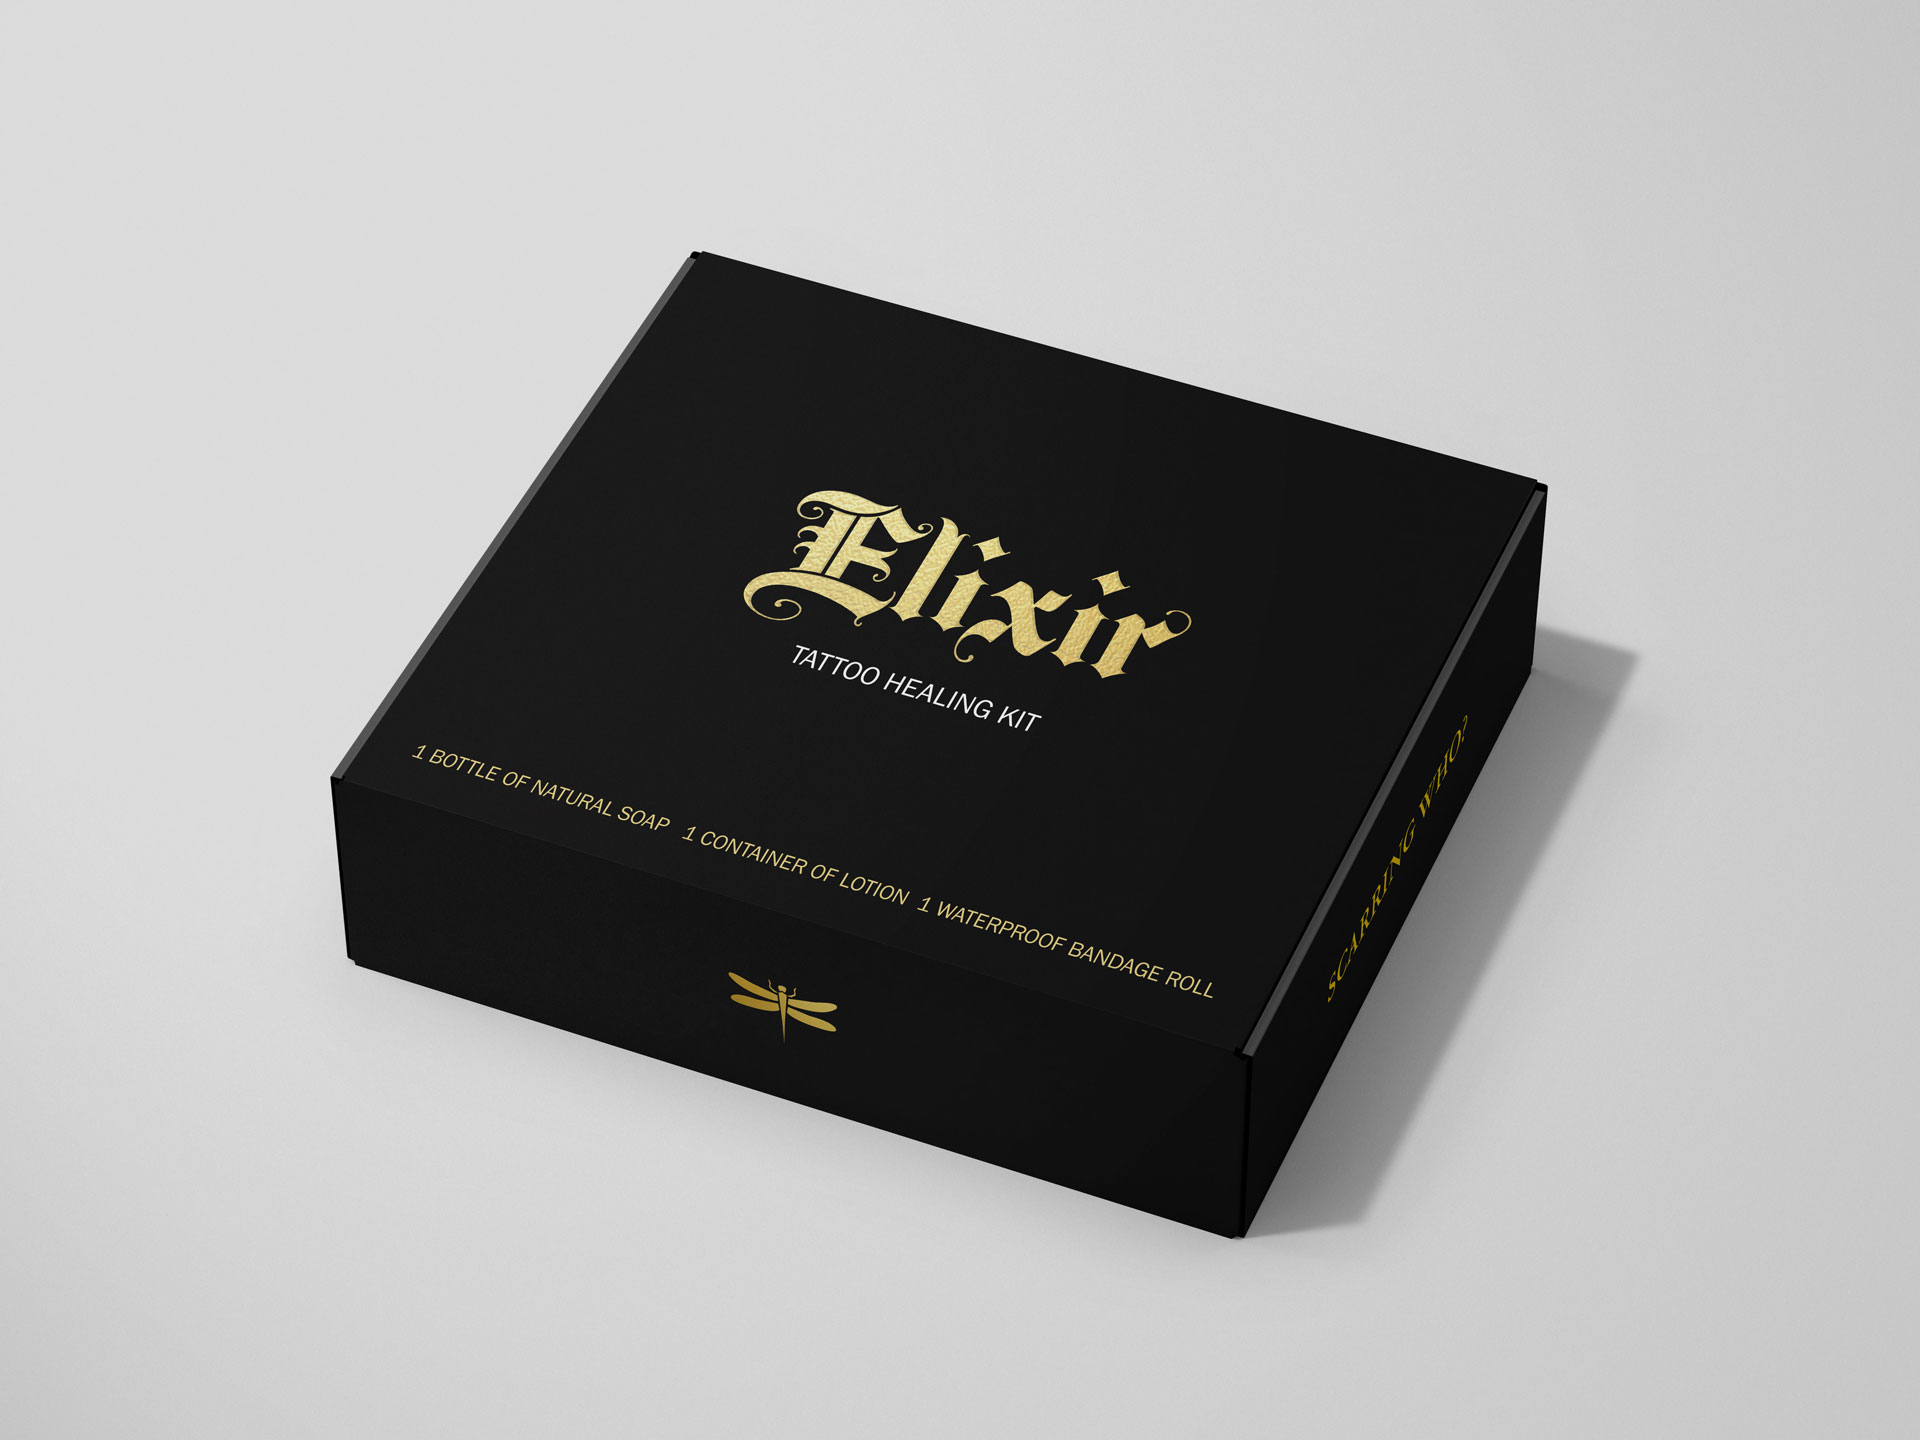 Elixir
TATTOO HEALING KIT
1 BOTTLE OF NATURAL SOAP 1 CONTAINER OF LOTION 1 WATERPROOF BANDAGE ROLL
SCARRING WHO?